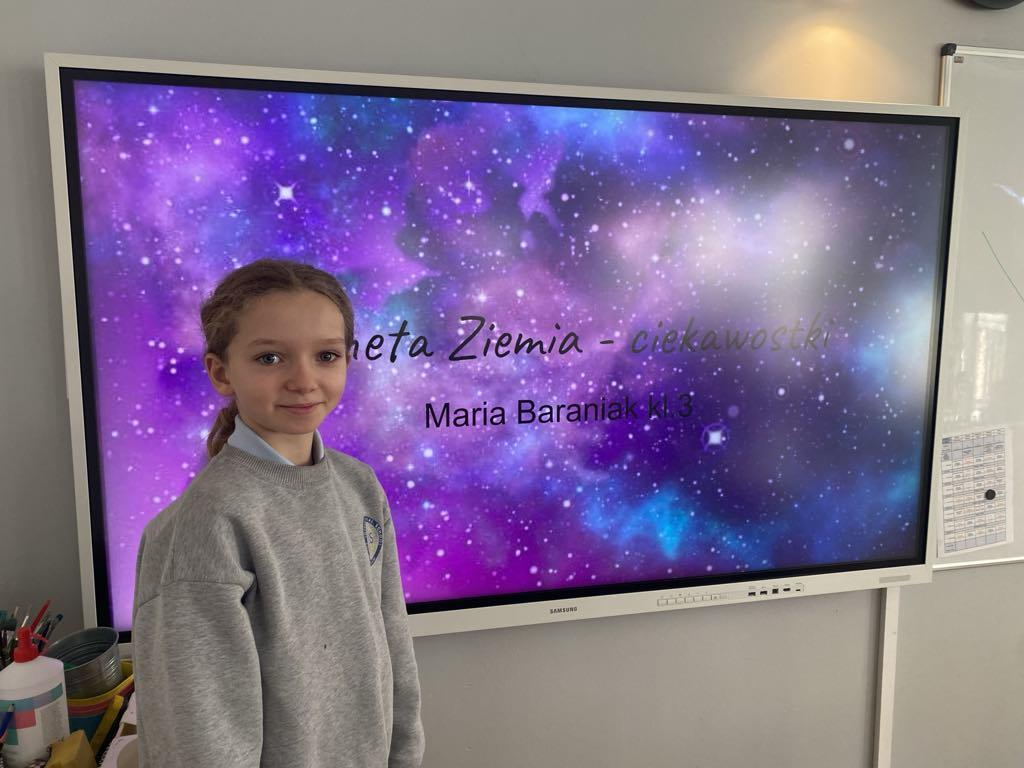 neta Ziemia - ciekawostki
Maria Baraniak kl.3
SAMSUNG